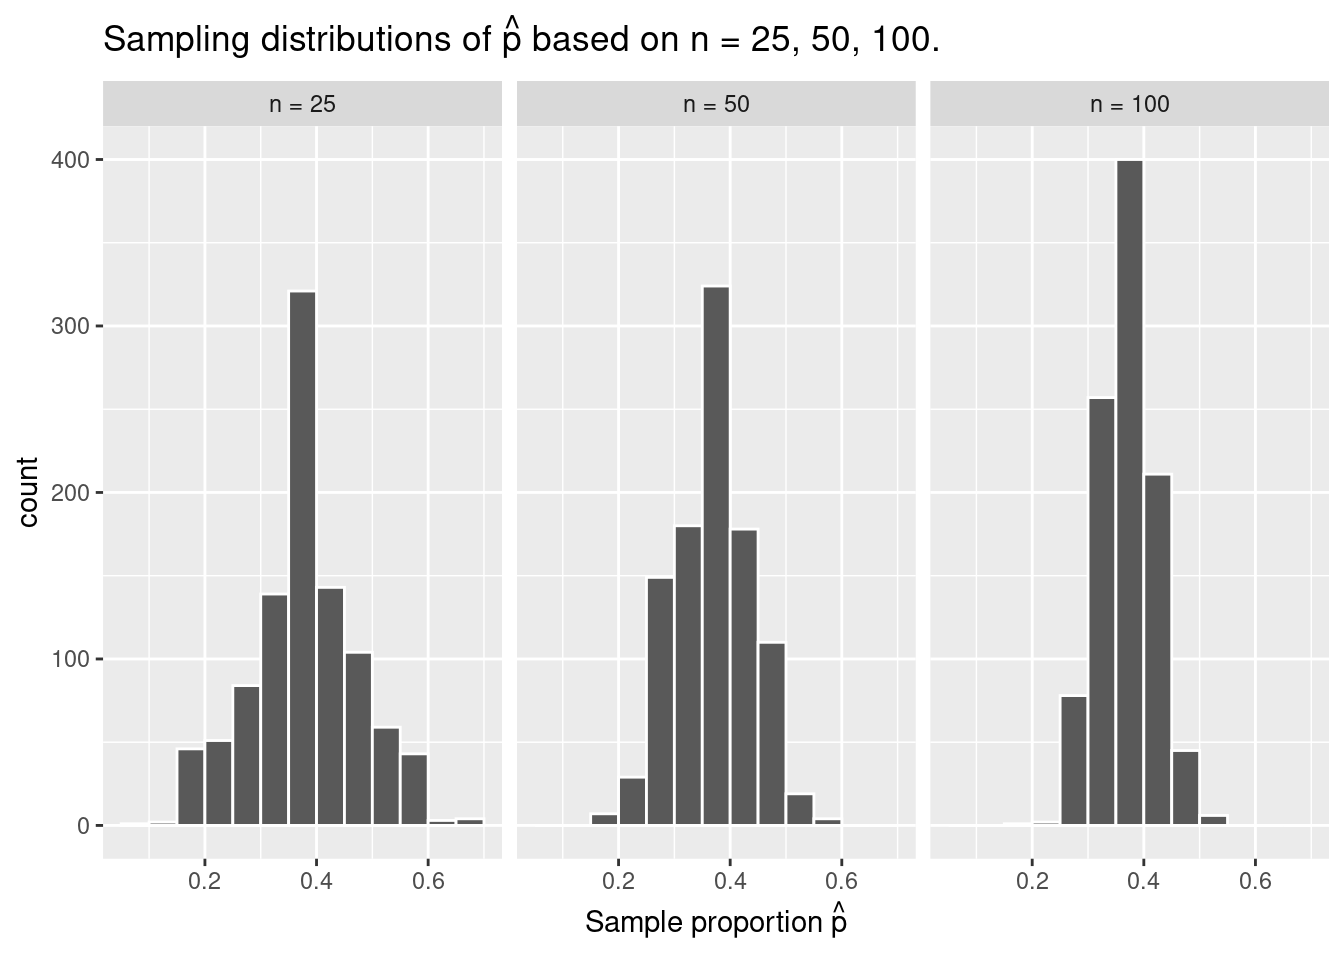 Sampling distributions of p̂ based on n = 25, 50, 100.
n = 25
n = 50
n = 100
400
300
200
100
0
count
0.2 0.4 0.6
0.2 0.4 0.6
0.2 0.4 0.6
Sample proportion p̂